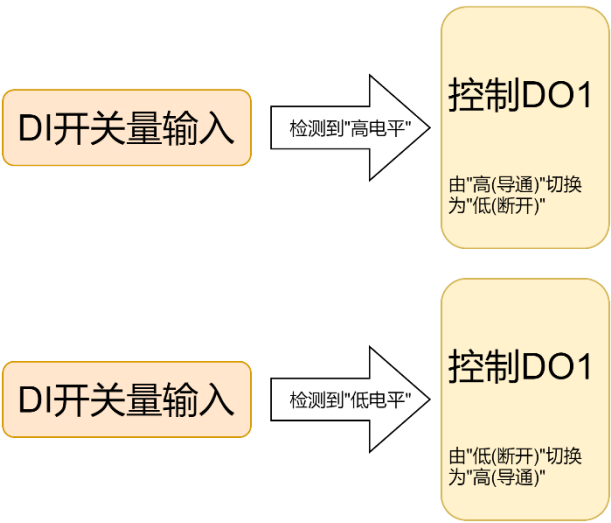 DI开关量输入
检测到"高电平"
控制DO1
由"高(导通)"切换
为"低(断开)"
DI开关量输入
检测到"低电平"
控制DO1
由"低(断开)"切换
为"高(导通)"